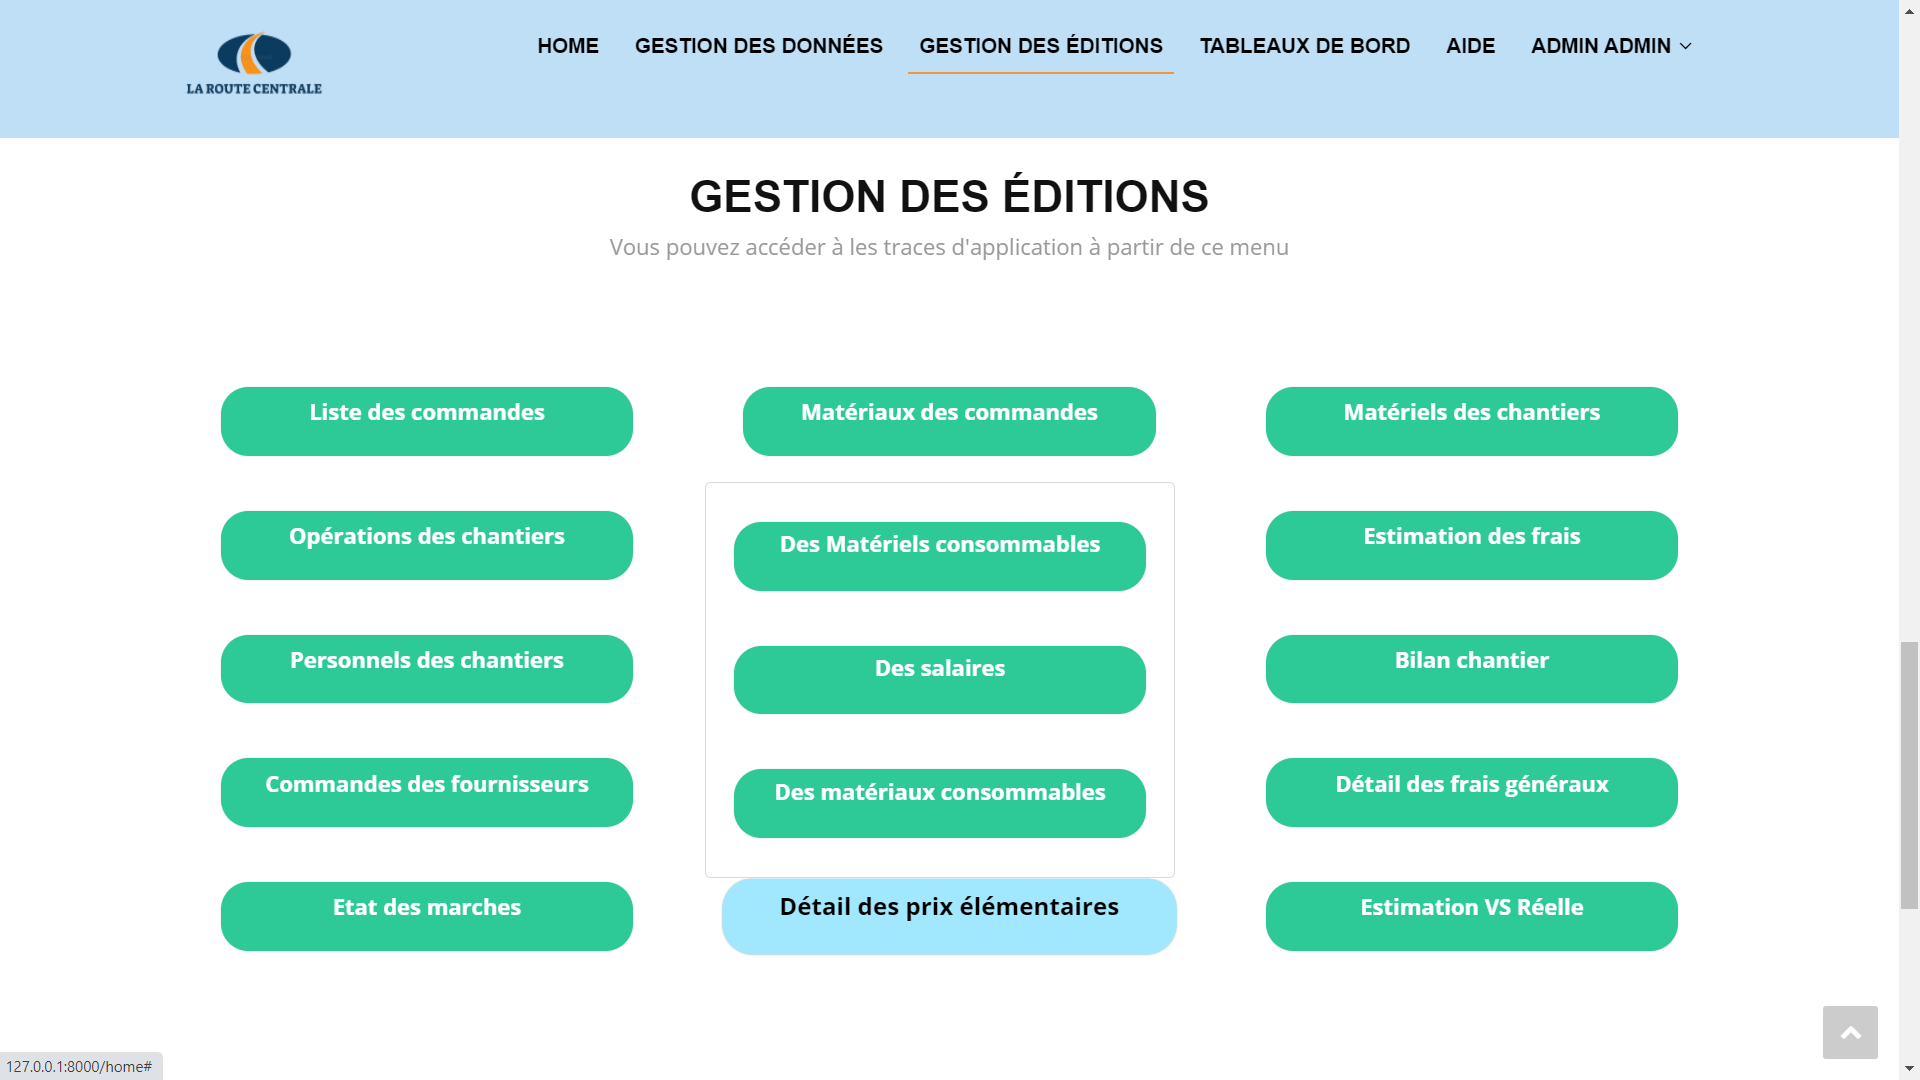 LA ROUTE CENTRALE
HOME
GESTION DES DONNÉES
GESTION DES ÉDITIONS
TABLEAUX DE BORD
AIDE
ADMIN ADMIN
GESTION DES ÉDITIONS
Vous pouvez accéder à les traces d'application à partir de ce menu
Liste des commandes
Matériaux des commandes
Matériels des chantiers
Opérations des chantiers
Des Matériels consommables
Estimation des frais
Personnels des chantiers
Des salaires
Bilan chantier
Commandes des fournisseurs
Des matériaux consommables
Détail des frais généraux
Etat des marches
Détail des prix élémentaires
Estimation VS Réelle
127.0.0.1:8000/home#